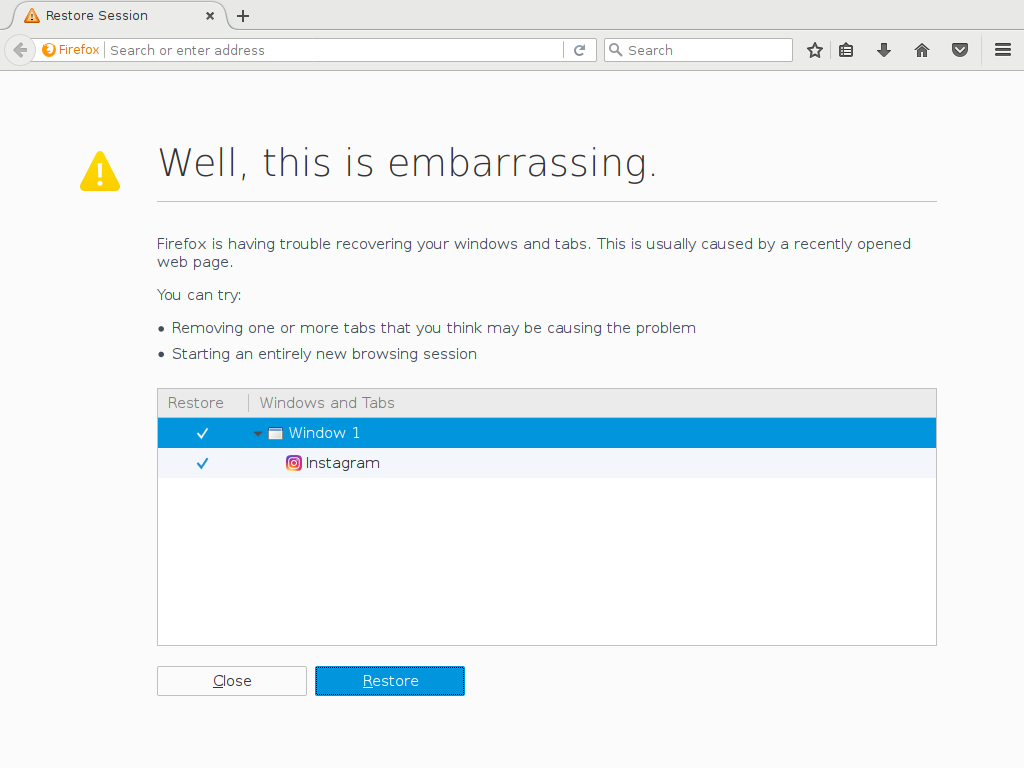 Restore Session
Firefox Search or enter address Search
Well, this is embarrassing.
Firefox is having trouble recovering your windows and tabs. This is usually caused by a recently opened
web page.
You can try:
• Removing one or more tabs that you think may be causing the problem
• Starting an entirely new browsing session
Restore Windows and Tabs
Window 1
Instagram
Close Restore